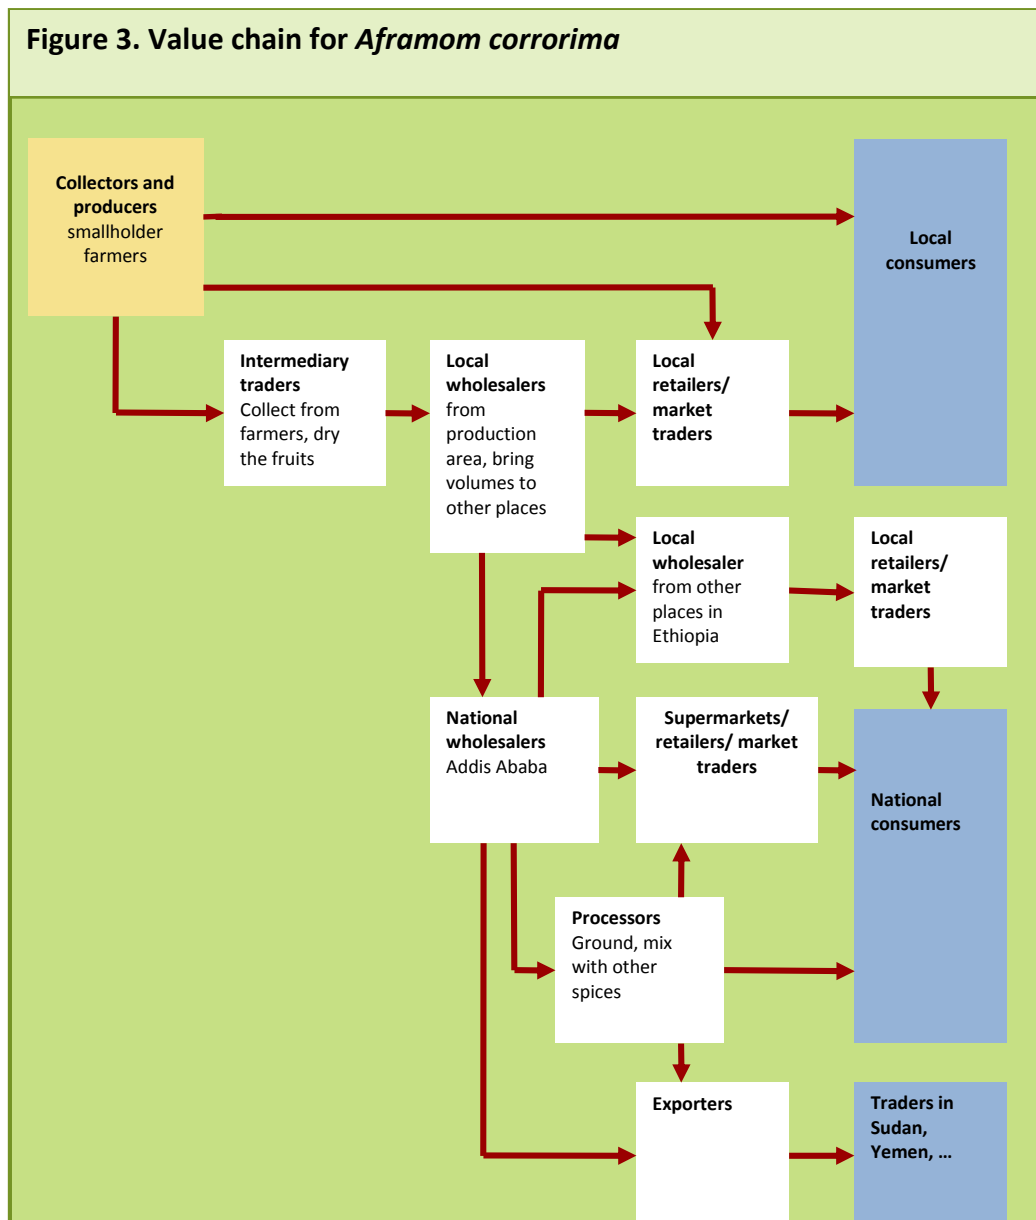 Figure 3. Value chain for Aframom corrorima
Collectors and
producers
smallholder
farmers
Local
consumers
Intermediary
traders
Collect from
farmers, dry
the fruits
Local
wholesalers
from
production
area, bring
volumes to
other places
Local
retailers/
market
traders
Local
wholesaler
from other
places in
Ethiopia
Local
retailers/
market
traders
National
wholesalers
Addis Ababa
Supermarkets/
retailers/ market
traders
National
consumers
Processors
Ground, mix
with other
spices
Exporters
Traders in
Sudan,
Yemen, ...